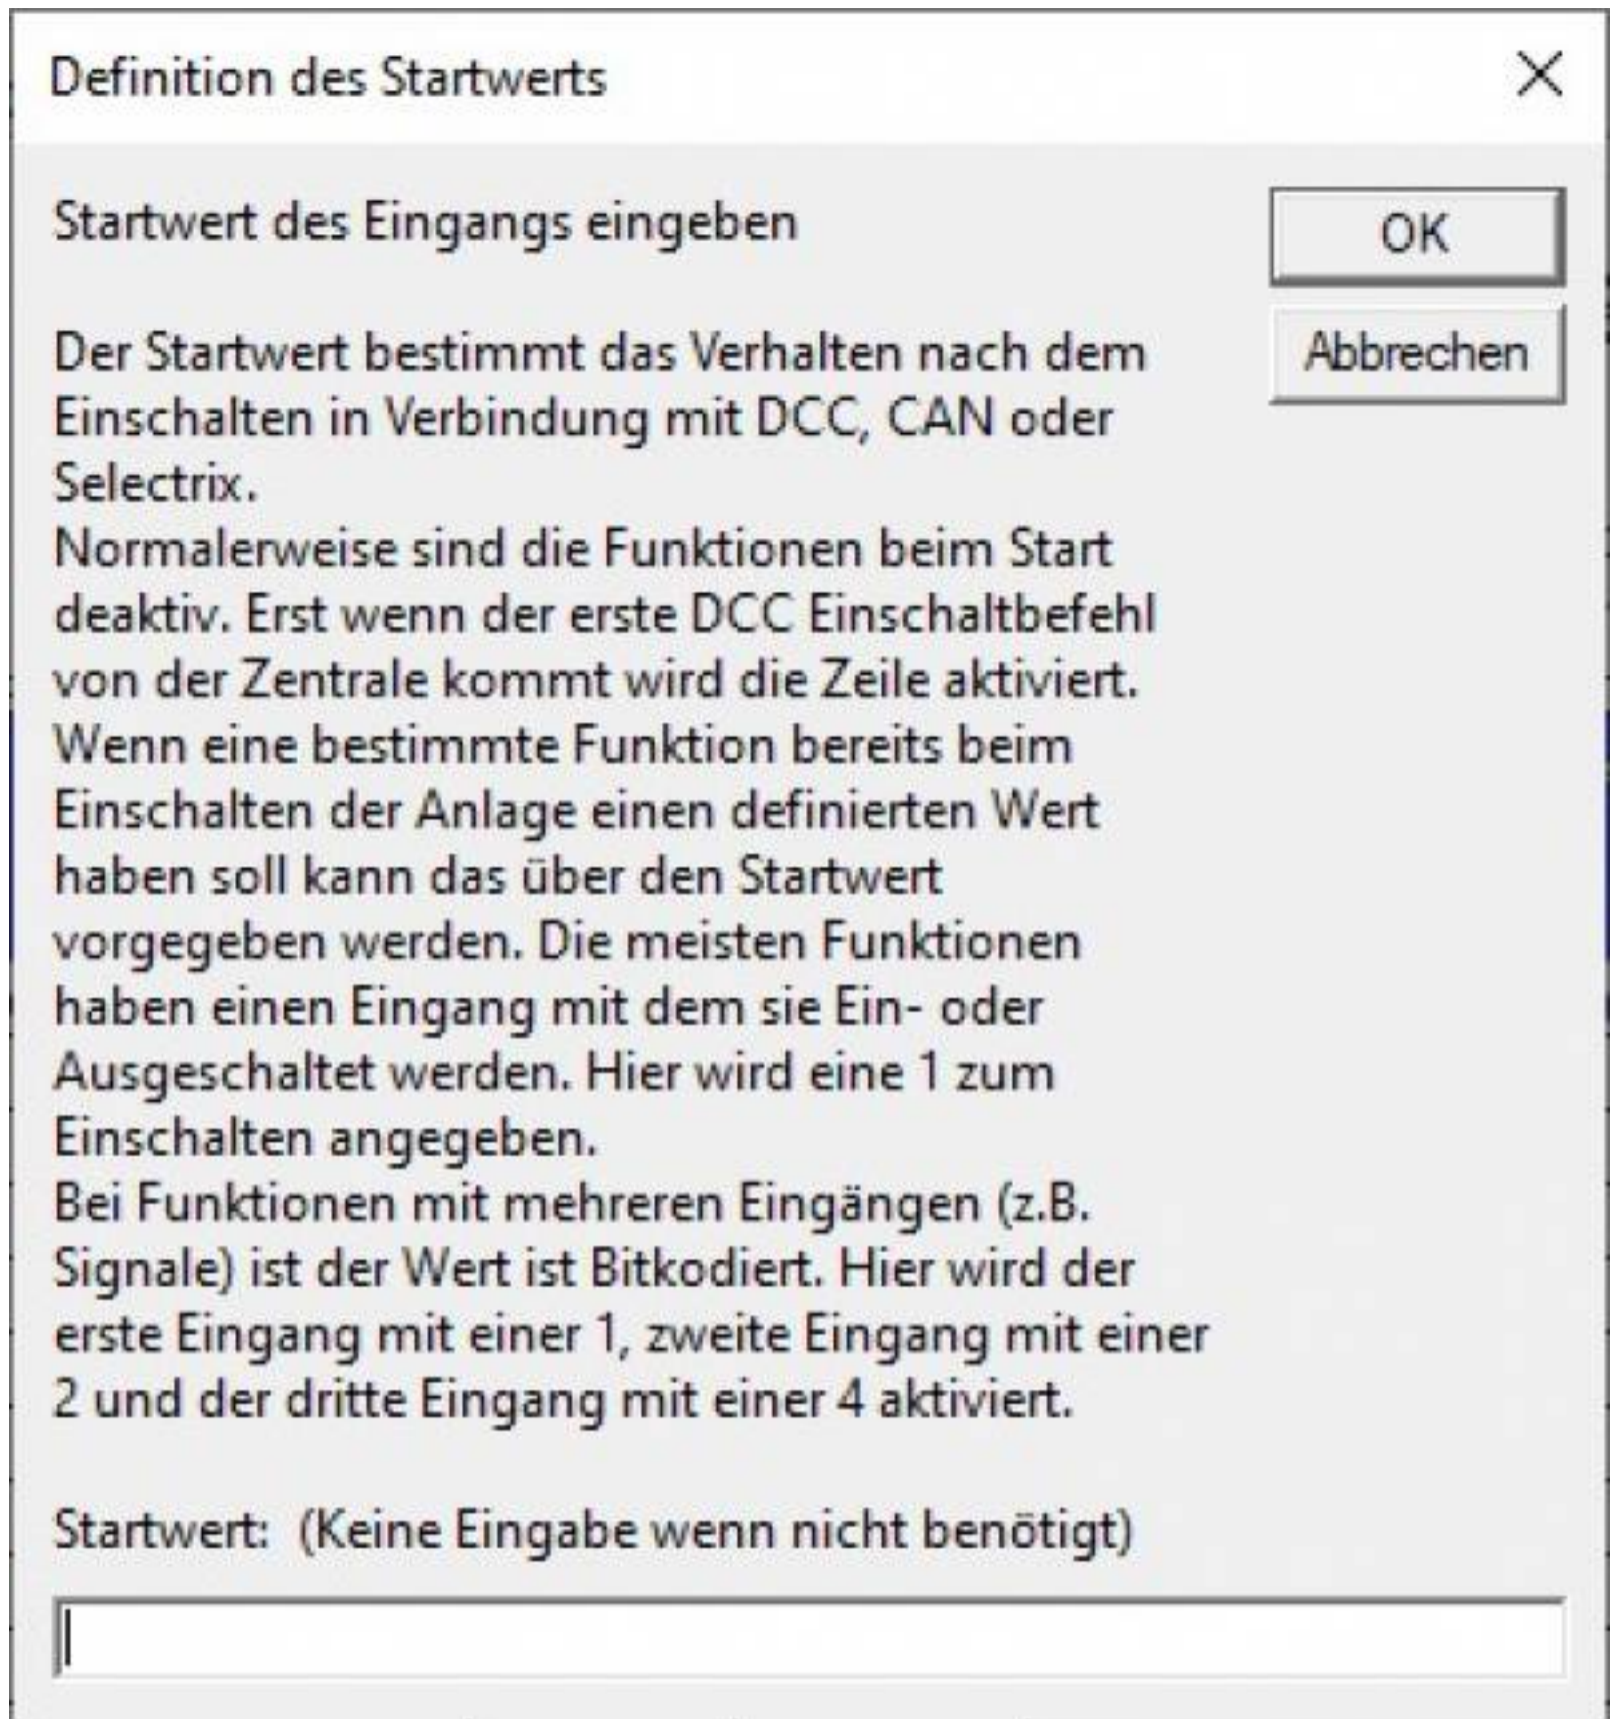 Definition des Startwerts
Startwert des Eingangs eingeben
OK
Der Startwert bestimmt das Verhalten nach dem
Abbrechen
Einschalten in Verbindung mit DCC, CAN oder
Selectrix.
Normalerweise sind die Funktionen beim Start
deaktiv. Erst wenn der erste DCC Einschaltbefehl
von der Zentrale kommt wird die Zeile aktiviert.
Wenn eine bestimmte Funktion bereits beim
Einschalten der Anlage einen definierten Wert
haben soll kann das über den Startwert
vorgegeben werden. Die meisten Funktionen
haben einen Eingang mit dem sie Ein- oder
Ausgeschaltet werden. Hier wird eine 1 zum
Einschalten angegeben.
Bei Funktionen mit mehreren Eingängen (z.B.
Signale) ist der Wert ist Bitkodiert. Hier wird der
erste Eingang mit einer 1, zweite Eingang mit einer
2 und der dritte Eingang mit einer 4 aktiviert.
Startwert:  (Keine Eingabe wenn nicht benötigt)